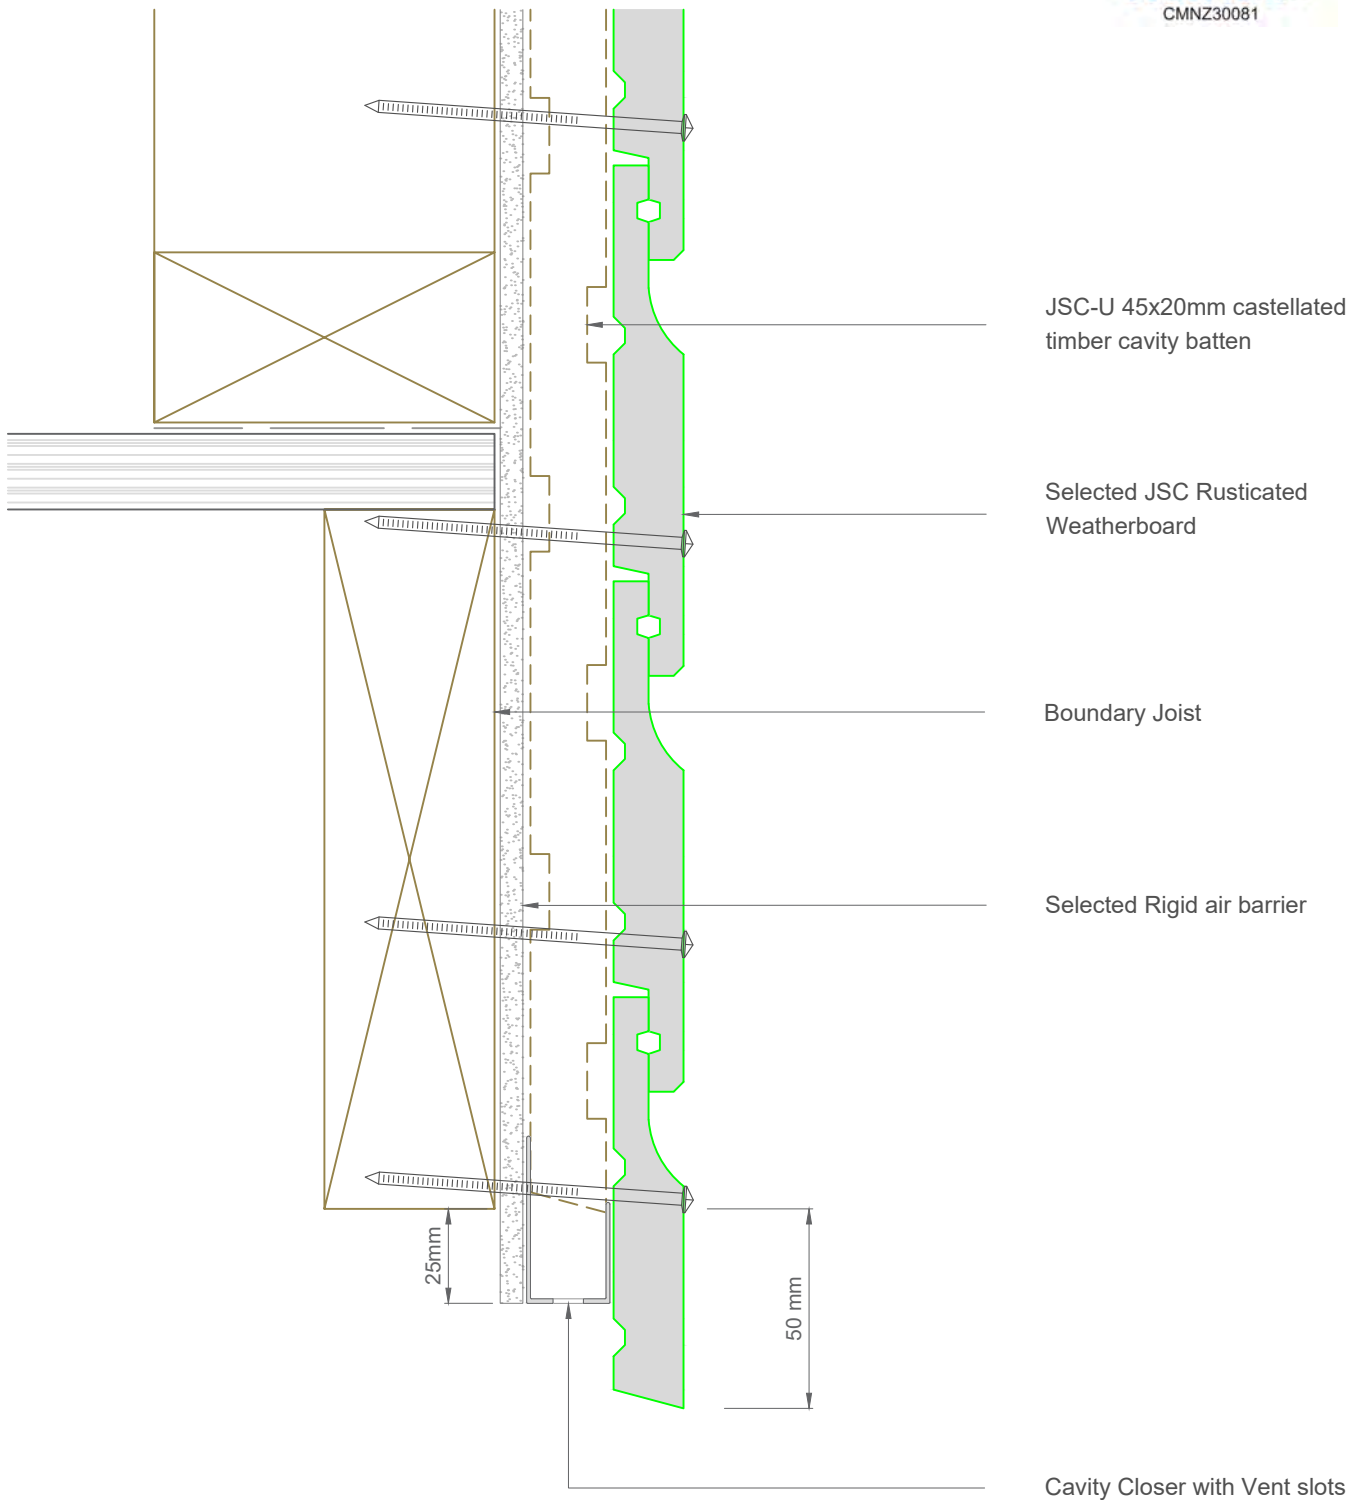 CMNZ30081
JSC-U 45x20mm castellated
timber cavity batten
Selected JSC Rusticated
Weatherboard
Boundary Joist
Selected Rigid air barrier
25mm
50 mm
Cavity Closer with Vent slots